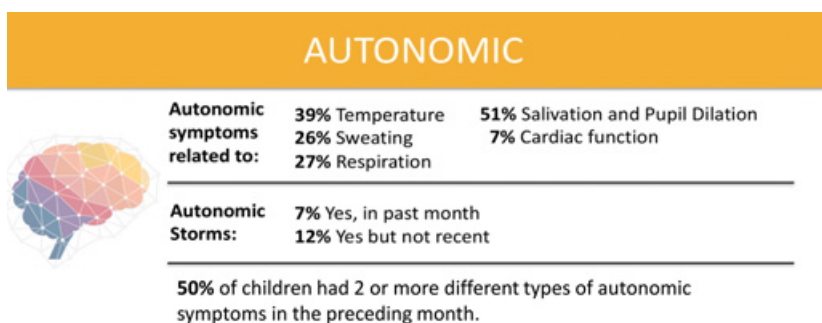 AUTONOMIC
Autonomic symptoms related to:
39% Temperature
26% Sweating
27% Respiration
51% Salivation and Pupil Dilation
7% Cardiac function
Autonomic Storms:
7% Yes, in past month
12% Yes but not recent
50% of children had 2 or more different types of autonomic
symptoms in the preceding month.